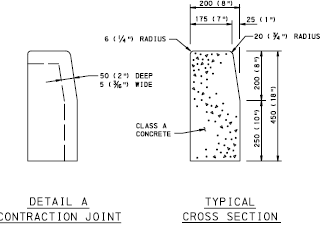 200 (8")
175 (7")
25 (1")
6 (¼") RADIUS
20 (¾") RADIUS
50 (2") DEEP
5 (3⁄16") WIDE
200 (8")
450 (18")
250 (10")
CLASS A
CONCRETE
DETAIL A
CONTRACTION JOINT
TYPICAL
CROSS SECTION